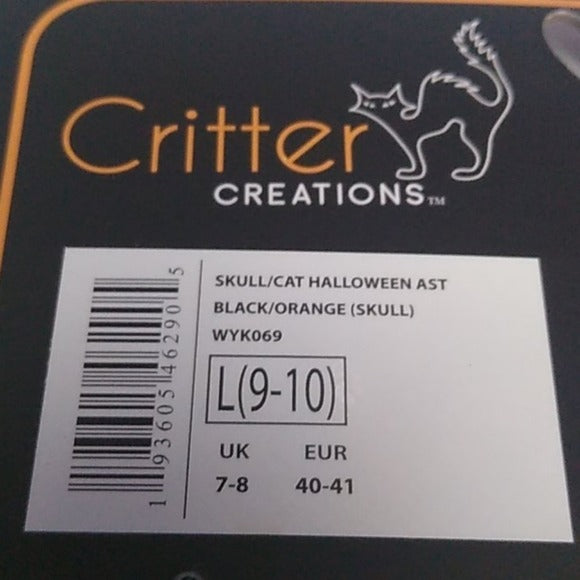 Critter
CREATIONS™
SKULL/CAT HALLOWEEN AST
BLACK/ORANGE (SKULL)
WYK069
L(9-10)
UK EUR
7-8 40-41
1 93605 46290 5